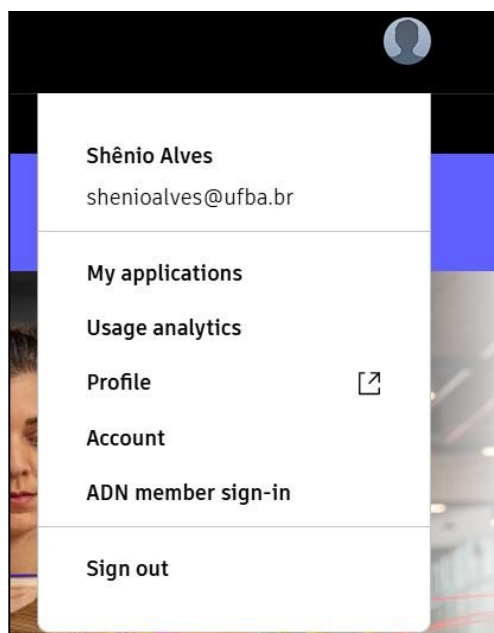 Shênio Alves
shenioalves@ufba.br
My applications
Usage analytics
Profile
Account
ADN member sign-in
Sign out